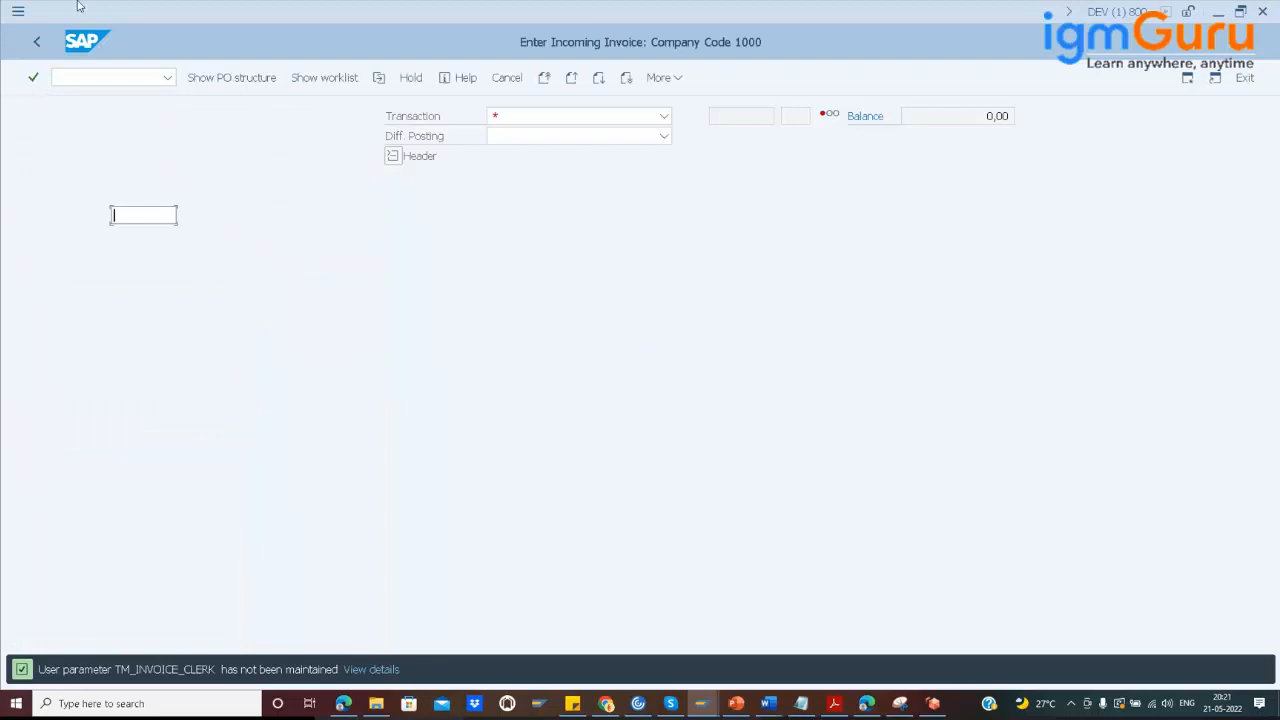 DEV (1) 800
igmGuru
Learn anywhere, anytime
SAP
Enter Incoming Invoice: Company Code 1000
Show PO structure
Show worklist
Hold
Help
Cancel
More
Exit
Transaction
*
Balance
0,00
Diff. Posting
Header
User parameter TM_INVOICE_CLERK has not been maintained View details
Type here to search
27°C
ENG
20:21
21-05-2022